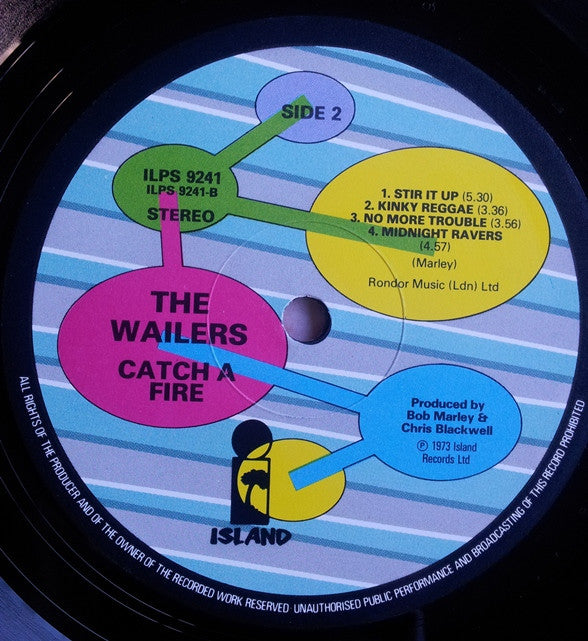 SIDE 2
ILPS 9241
ILPS 9241-B
STEREO
1. STIR IT UP (5.30)
2. KINKY REGGAE (3.36)
3. NO MORE TROUBLE (3.56)
4. MIDNIGHT RAVERS
(4.57)
(Marley)
Rondor Music (Ldn) Ltd
THE
WAILERS
CATCH A
FIRE
Produced by
Bob Marley &
Chris Blackwell
℗ 1973 Island
Records Ltd
ISLAND
ALL RIGHTS OF THE PRODUCER AND OF THE OWNER OF THE RECORDED WORK RESERVED · UNAUTHORISED PUBLIC PERFORMANCE AND BROADCASTING OF THIS RECORD PROHIBITED